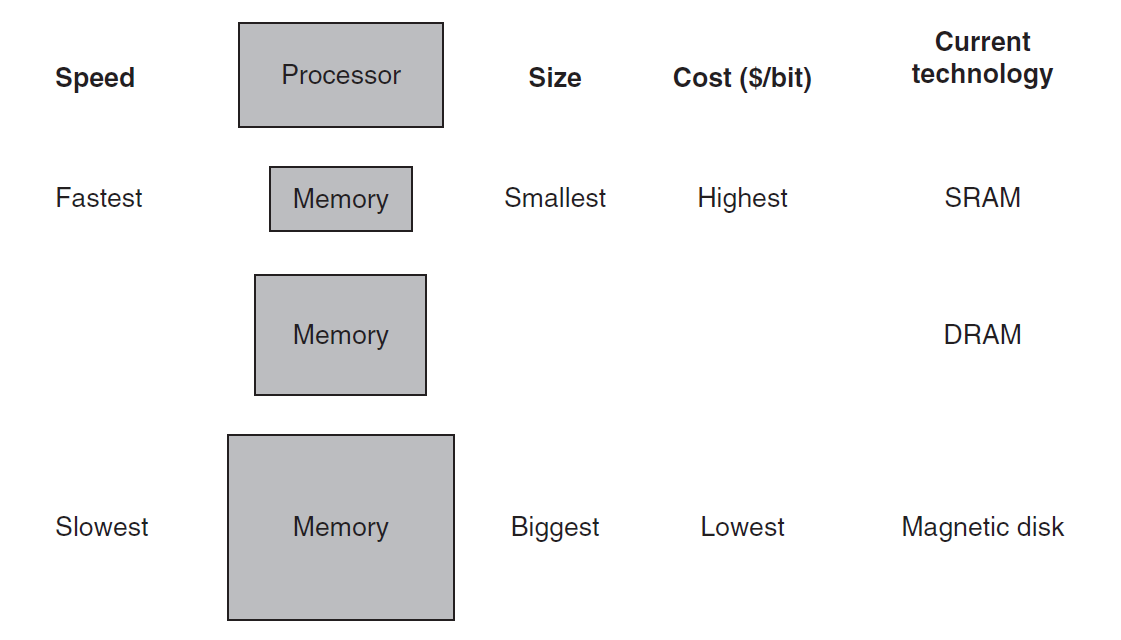 Speed Processor Size Cost ($/bit) Current
technology
Fastest Memory Smallest Highest SRAM
Memory DRAM
Slowest Memory Biggest Lowest Magnetic disk